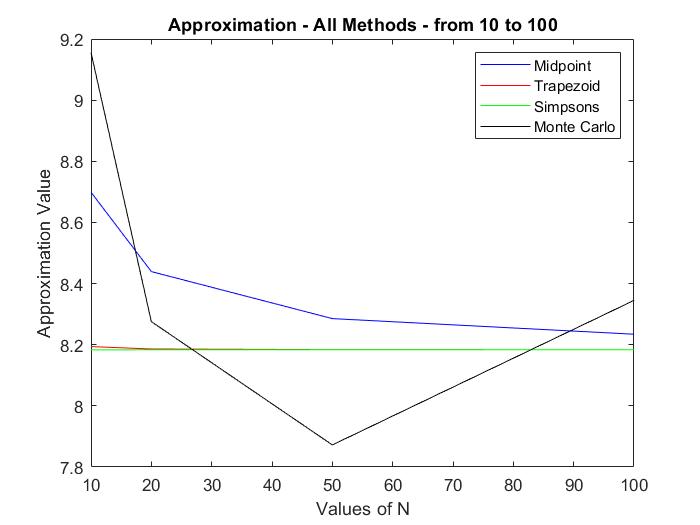 Approximation - All Methods - from 10 to 100
9.2
9
8.8
8.6
8.4
8.2
8
7.8
Approximation Value
Midpoint
Trapezoid
Simpsons
Monte Carlo
10 20 30 40 50 60 70 80 90 100
Values of N